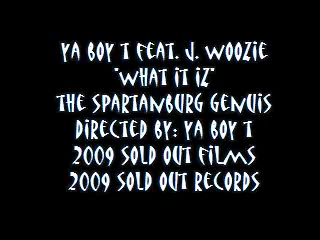 YA BOY T FEAT. J. WOOZIE
"WHAT IT IZ"
THE SPARTANBURG GENUIS
DIRECTED BY: YA BOY T
2009 SOLD OUT FILMS
2009 SOLD OUT RECORDS